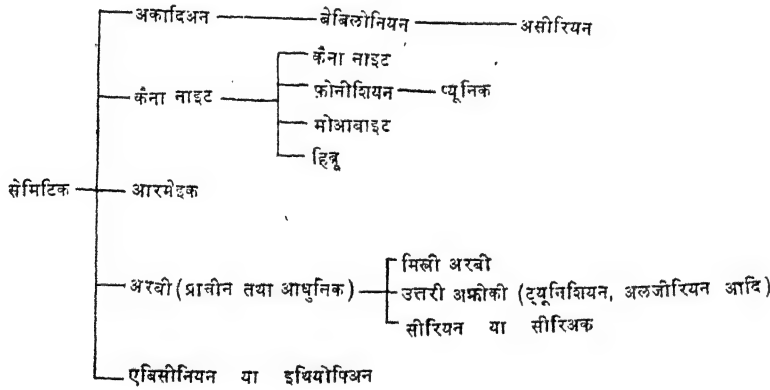 अकादिअन बेबिलोनियन असीरियन
कैना नाइट
कैना नाइट
फ़ोनीशियन प्यूनिक
मोआबाइट
हिब्रू
सेमिटिक
आरमेइक
अरबी (प्राचीन तथा आधुनिक)
मिस्री अरबी
उत्तरी अफ्रीकी (ट्यूनिशियन, अलजीरियन आदि)
सीरियन या सीरिअक
एबिसीनियन या इथियोपिअन